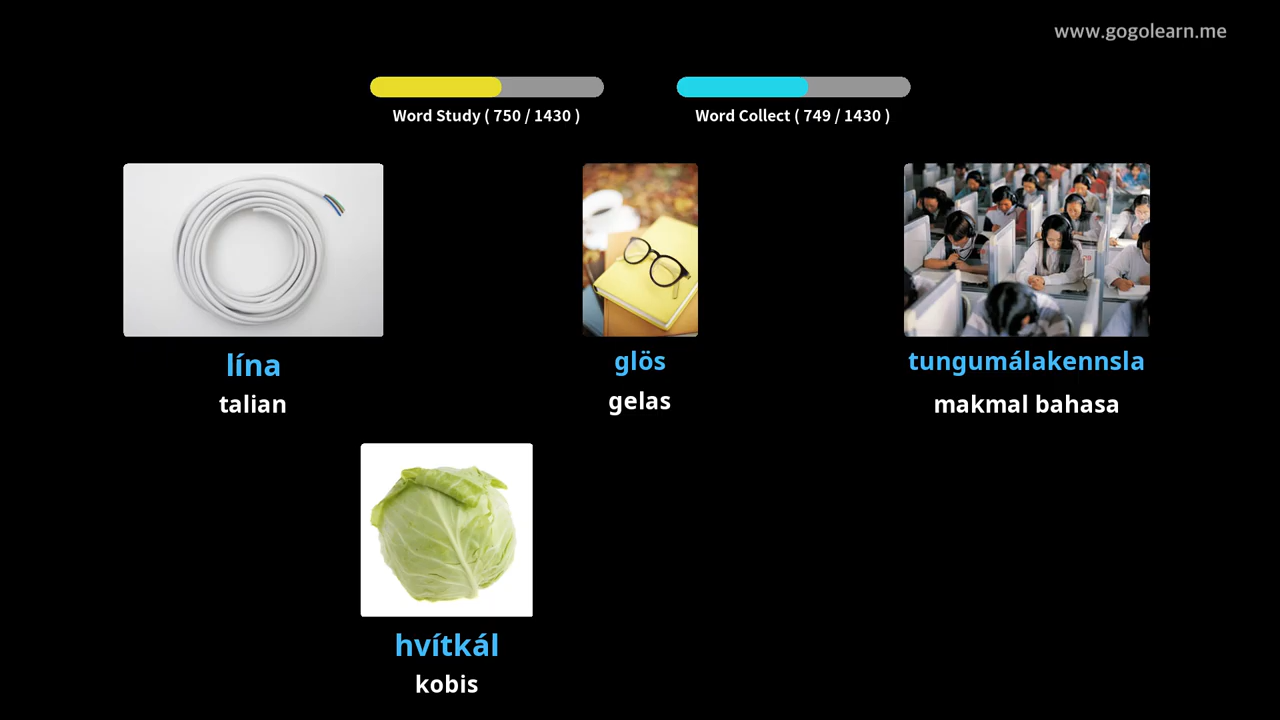 www.gogolearn.me
Word Study ( 750 / 1430 )
Word Collect ( 749 / 1430 )
lína
talian
glös
gelas
tungumálakennsla
makmal bahasa
hvítkál
kobis